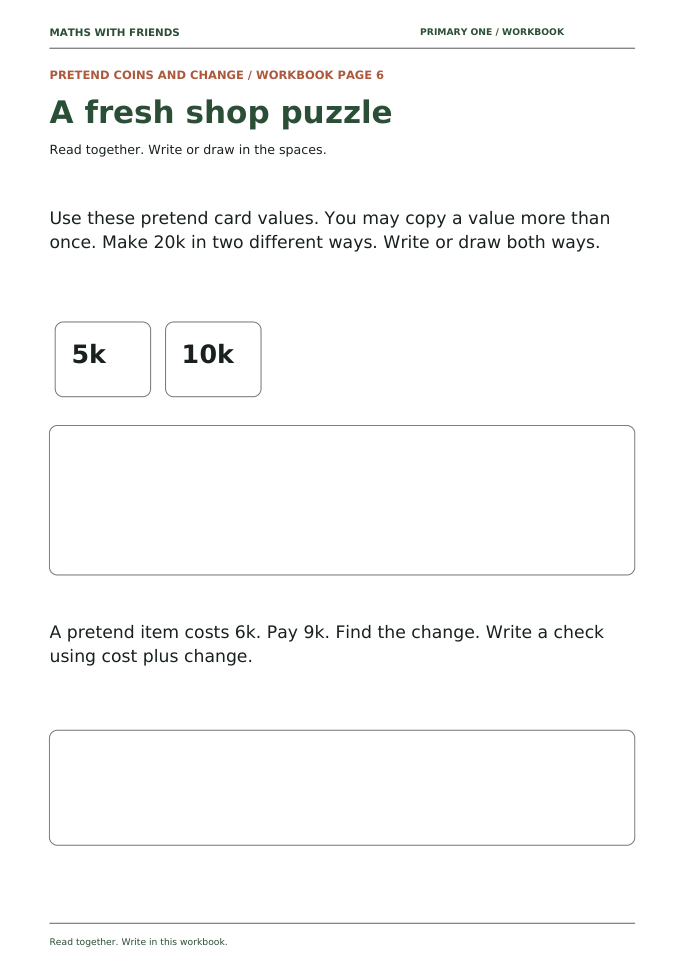 MATHS WITH FRIENDS
PRIMARY ONE / WORKBOOK
PRETEND COINS AND CHANGE / WORKBOOK PAGE 6
A fresh shop puzzle
Read together. Write or draw in the spaces.
Use these pretend card values. You may copy a value more than
once. Make 20k in two different ways. Write or draw both ways.
5k
10k
A pretend item costs 6k. Pay 9k. Find the change. Write a check
using cost plus change.
Read together. Write in this workbook.